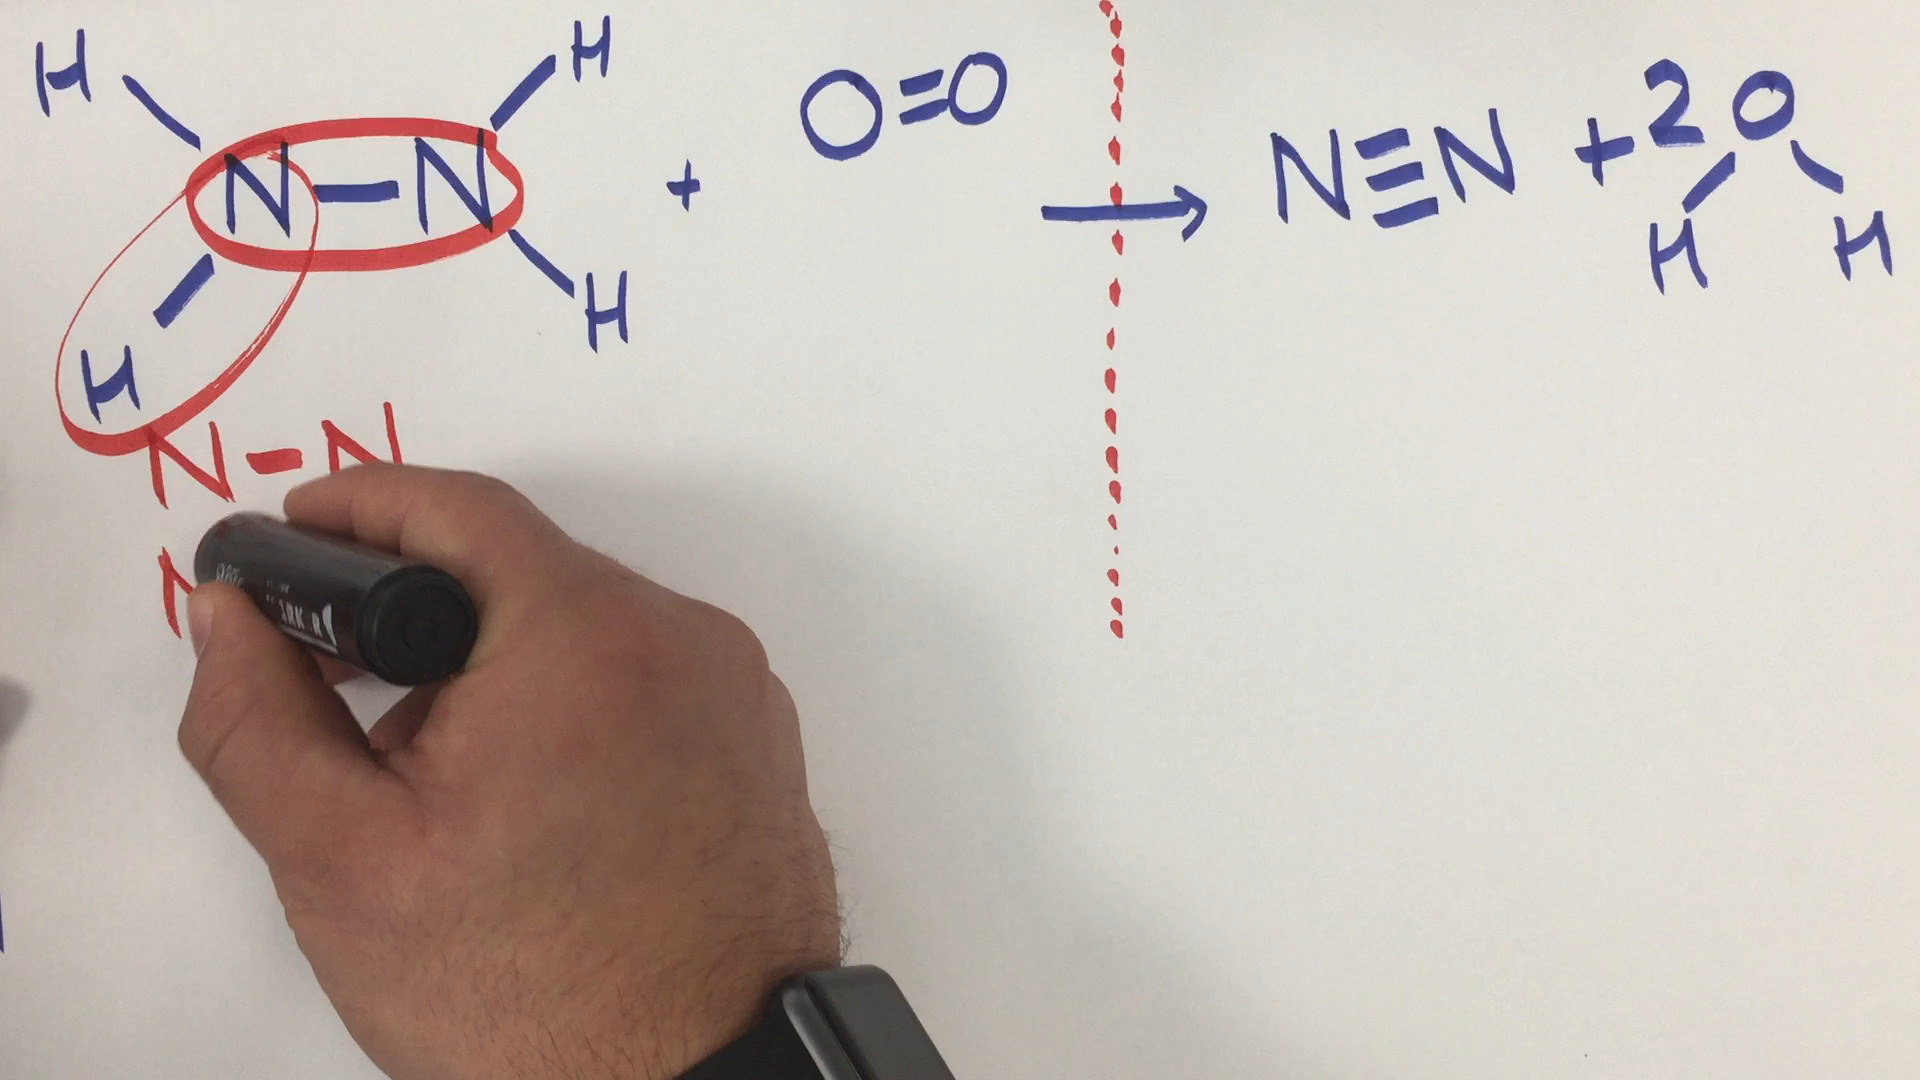 H H
N-N + O=O → N≡N + 2 O
H H H H
N-N
N